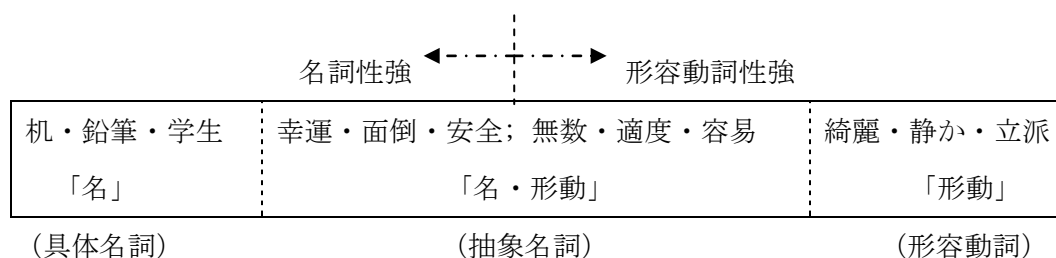 名詞性強 形容動詞性強
机・鉛筆・学生 幸運・面倒・安全；無数・適度・容易 綺麗・静か・立派
「名」 「名・形動」 「形動」
（具体名詞） （抽象名詞） （形容動詞）